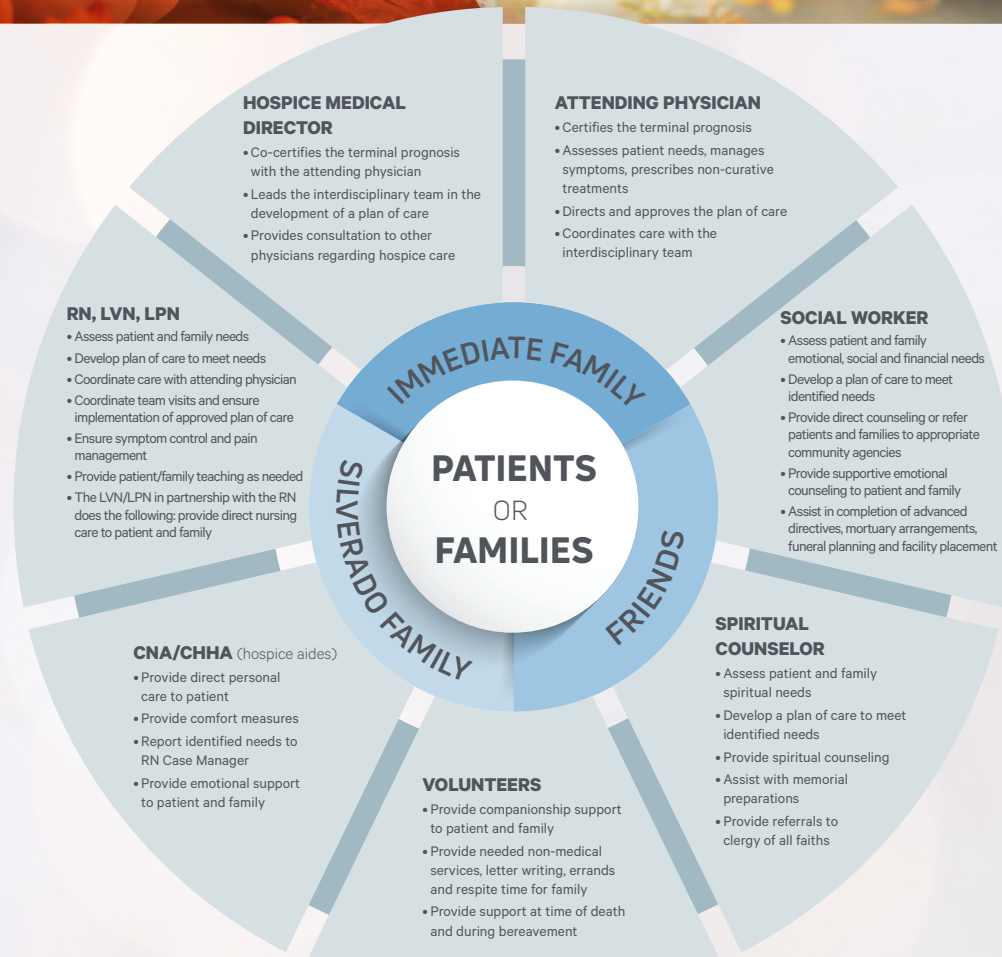 HOSPICE MEDICAL
DIRECTOR
• Co-certifies the terminal prognosis
with the attending physician
• Leads the interdisciplinary team in the
development of a plan of care
• Provides consultation to other
physicians regarding hospice care
ATTENDING PHYSICIAN
• Certifies the terminal prognosis
• Assesses patient needs, manages
symptoms, prescribes non-curative
treatments
• Directs and approves the plan of care
• Coordinates care with the
interdisciplinary team
RN, LVN, LPN
• Assess patient and family needs
• Develop plan of care to meet needs
• Coordinate care with attending physician
• Coordinate team visits and ensure
implementation of approved plan of care
• Ensure symptom control and pain
management
• Provide patient/family teaching as needed
• The LVN/LPN in partnership with the RN
does the following: provide direct nursing
care to patient and family
IMMEDIATE FAMILY
SILVERADO FAMILY
FRIENDS
PATIENTS
OR
FAMILIES
SOCIAL WORKER
• Assess patient and family
emotional, social and financial needs
• Develop a plan of care to meet
identified needs
• Provide direct counseling or refer
patients and families to appropriate
community agencies
• Provide supportive emotional
counseling to patient and family
• Assist in completion of advanced
directives, mortuary arrangements,
funeral planning and facility placement
CNA/CHHA (hospice aides)
• Provide direct personal
care to patient
• Provide comfort measures
• Report identified needs to
RN Case Manager
• Provide emotional support
to patient and family
VOLUNTEERS
• Provide companionship support
to patient and family
• Provide needed non-medical
services, letter writing, errands
and respite time for family
• Provide support at time of death
and during bereavement
SPIRITUAL
COUNSELOR
• Assess patient and family
spiritual needs
• Develop a plan of care to meet
identified needs
• Provide spiritual counseling
• Assist with memorial
preparations
• Provide referrals to
clergy of all faiths